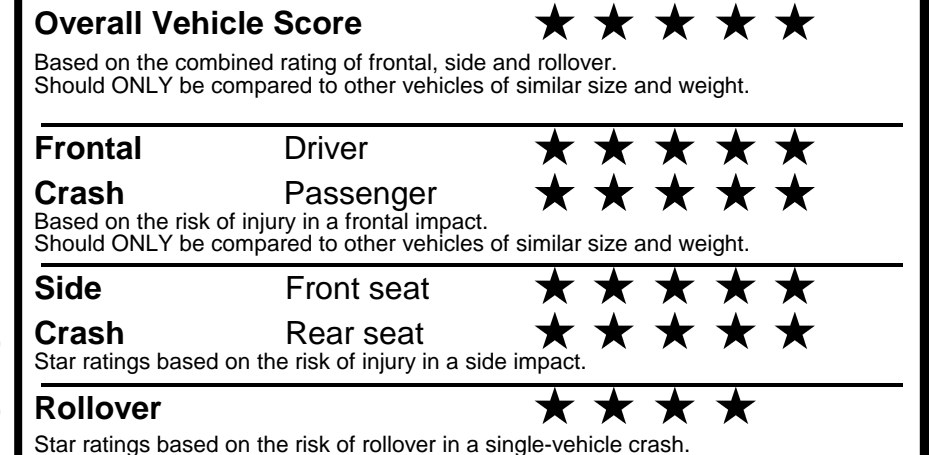 Overall Vehicle Score ★ ★ ★ ★ ★
Based on the combined rating of frontal, side and rollover.
Should ONLY be compared to other vehicles of similar size and weight.
Frontal Driver ★ ★ ★ ★ ★
Crash Passenger ★ ★ ★ ★ ★
Based on the risk of injury in a frontal impact.
Should ONLY be compared to other vehicles of similar size and weight.
Side Front seat ★ ★ ★ ★ ★
Crash Rear seat ★ ★ ★ ★ ★
Star ratings based on the risk of injury in a side impact.
Rollover ★ ★ ★ ★
Star ratings based on the risk of rollover in a single-vehicle crash.